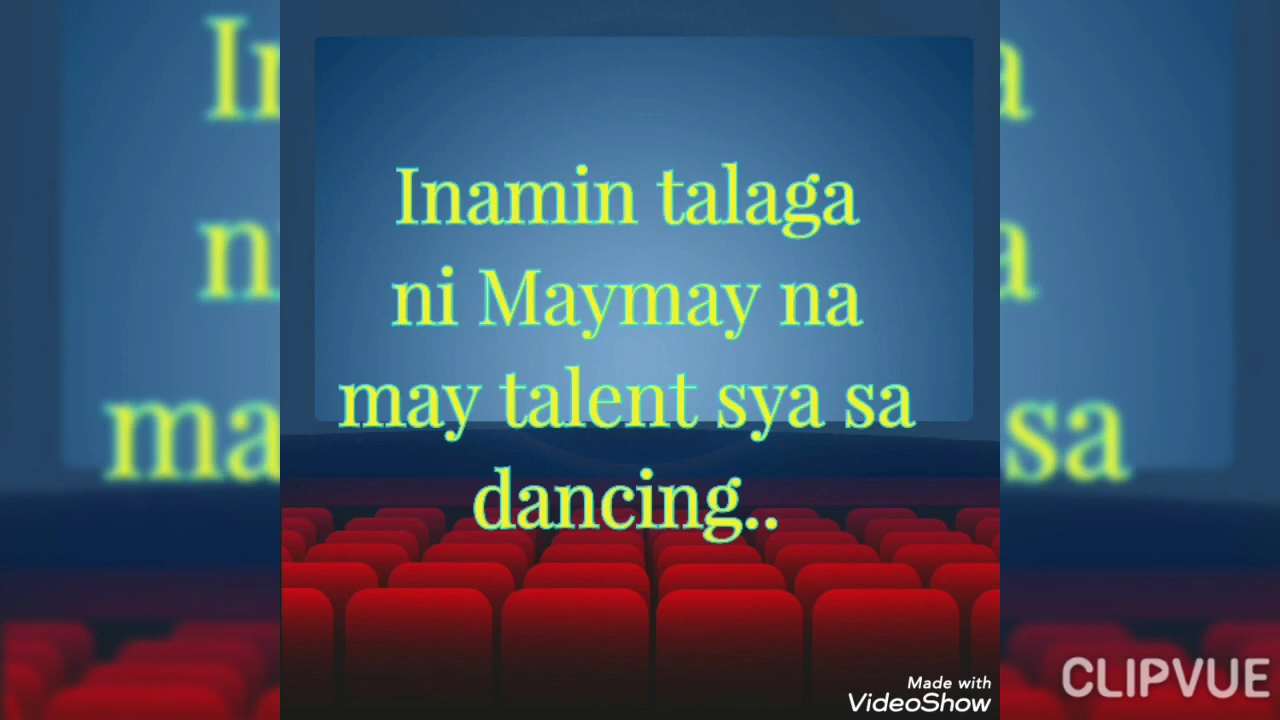 Inamin talaga
ni Maymay na
may talent sya sa
dancing..
Made with
VideoShow
CLIPVUE